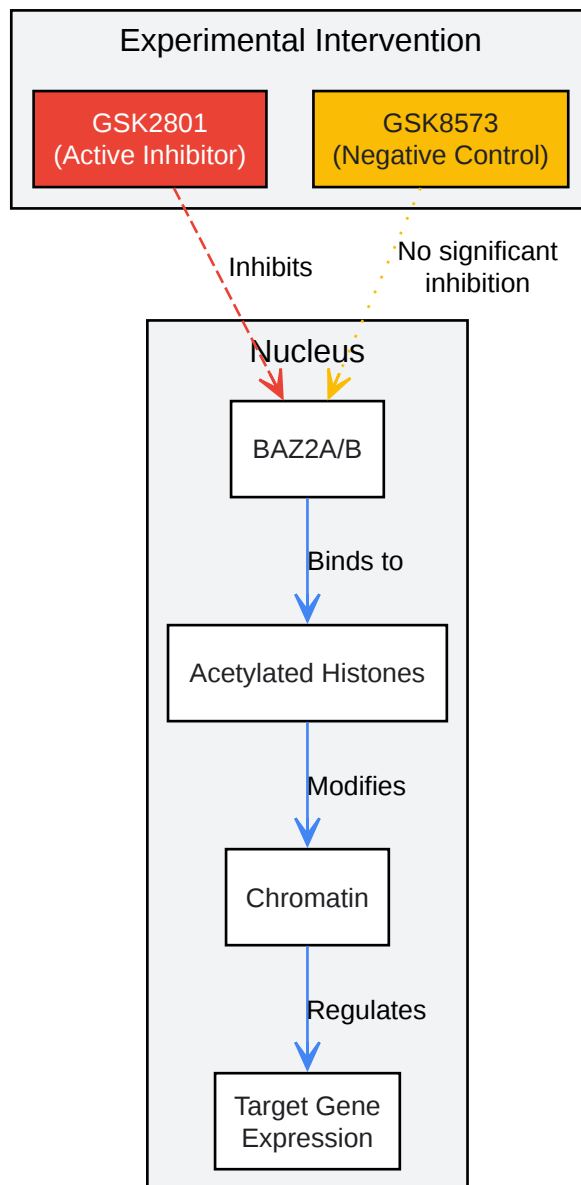 Experimental Intervention
GSK2801
(Active Inhibitor)
GSK8573
(Negative Control)
Inhibits
No significant
inhibition
Nucleus
BAZ2A/B
Binds to
Acetylated Histones
Modifies
Chromatin
Regulates
Target Gene
Expression